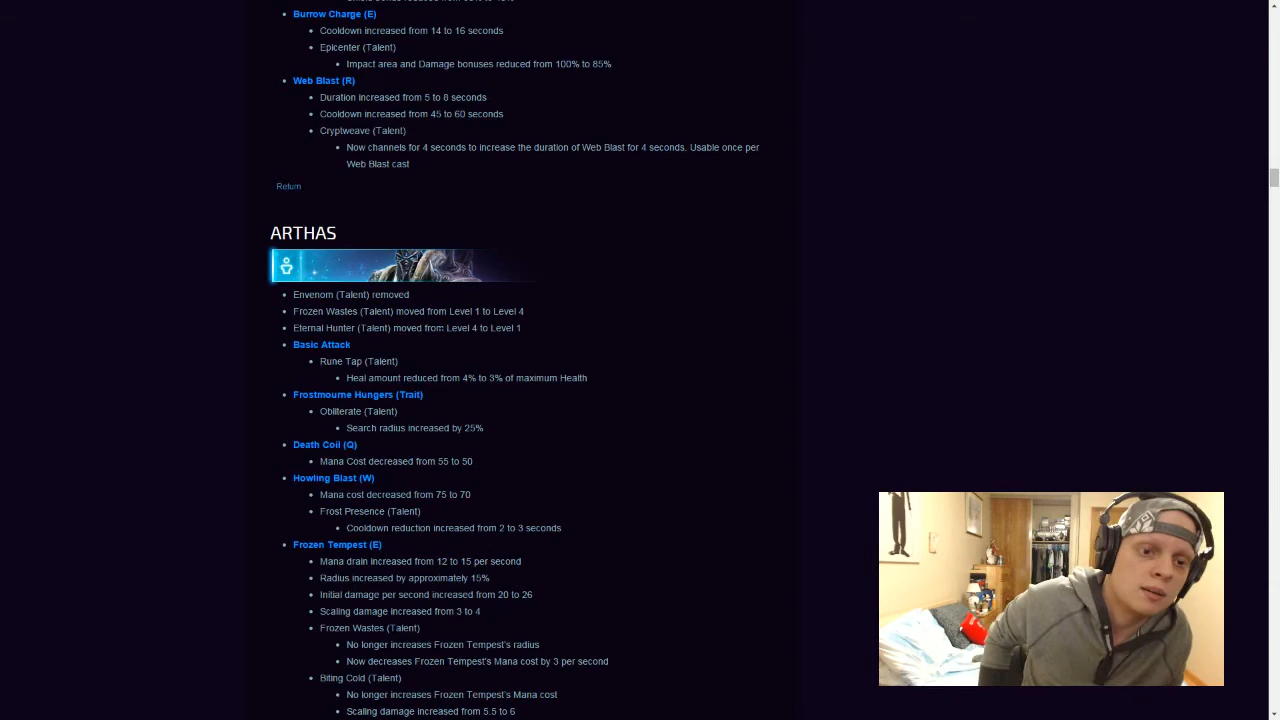 Burrow Charge (E)
Cooldown increased from 14 to 16 seconds
Epicenter (Talent)
Impact area and Damage bonuses reduced from 100% to 85%
Web Blast (R)
Duration increased from 5 to 8 seconds
Cooldown increased from 45 to 60 seconds
Cryptweave (Talent)
Now channels for 4 seconds to increase the duration of Web Blast for 4 seconds. Usable once per
Web Blast cast
Return
ARTHAS
Envenom (Talent) removed
Frozen Wastes (Talent) moved from Level 1 to Level 4
Eternal Hunter (Talent) moved from Level 4 to Level 1
Basic Attack
Rune Tap (Talent)
Heal amount reduced from 4% to 3% of maximum Health
Frostmourne Hungers (Trait)
Obliterate (Talent)
Search radius increased by 25%
Death Coil (Q)
Mana Cost decreased from 55 to 50
Howling Blast (W)
Mana cost decreased from 75 to 70
Frost Presence (Talent)
Cooldown reduction increased from 2 to 3 seconds
Frozen Tempest (E)
Mana drain increased from 12 to 15 per second
Radius increased by approximately 15%
Initial damage per second increased from 20 to 26
Scaling damage increased from 3 to 4
Frozen Wastes (Talent)
No longer increases Frozen Tempest's radius
Now decreases Frozen Tempest's Mana cost by 3 per second
Biting Cold (Talent)
No longer increases Frozen Tempest's Mana cost
Scaling damage increased from 5.5 to 6